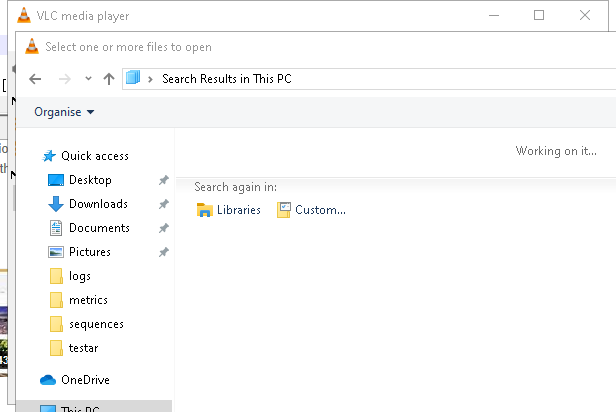 VLC media player
Select one or more files to open
Search Results in This PC
Organise
Working on it...
Quick access
Desktop
Downloads
Documents
Pictures
logs
metrics
sequences
testar
OneDrive
This PC
Search again in:
Libraries
Custom...